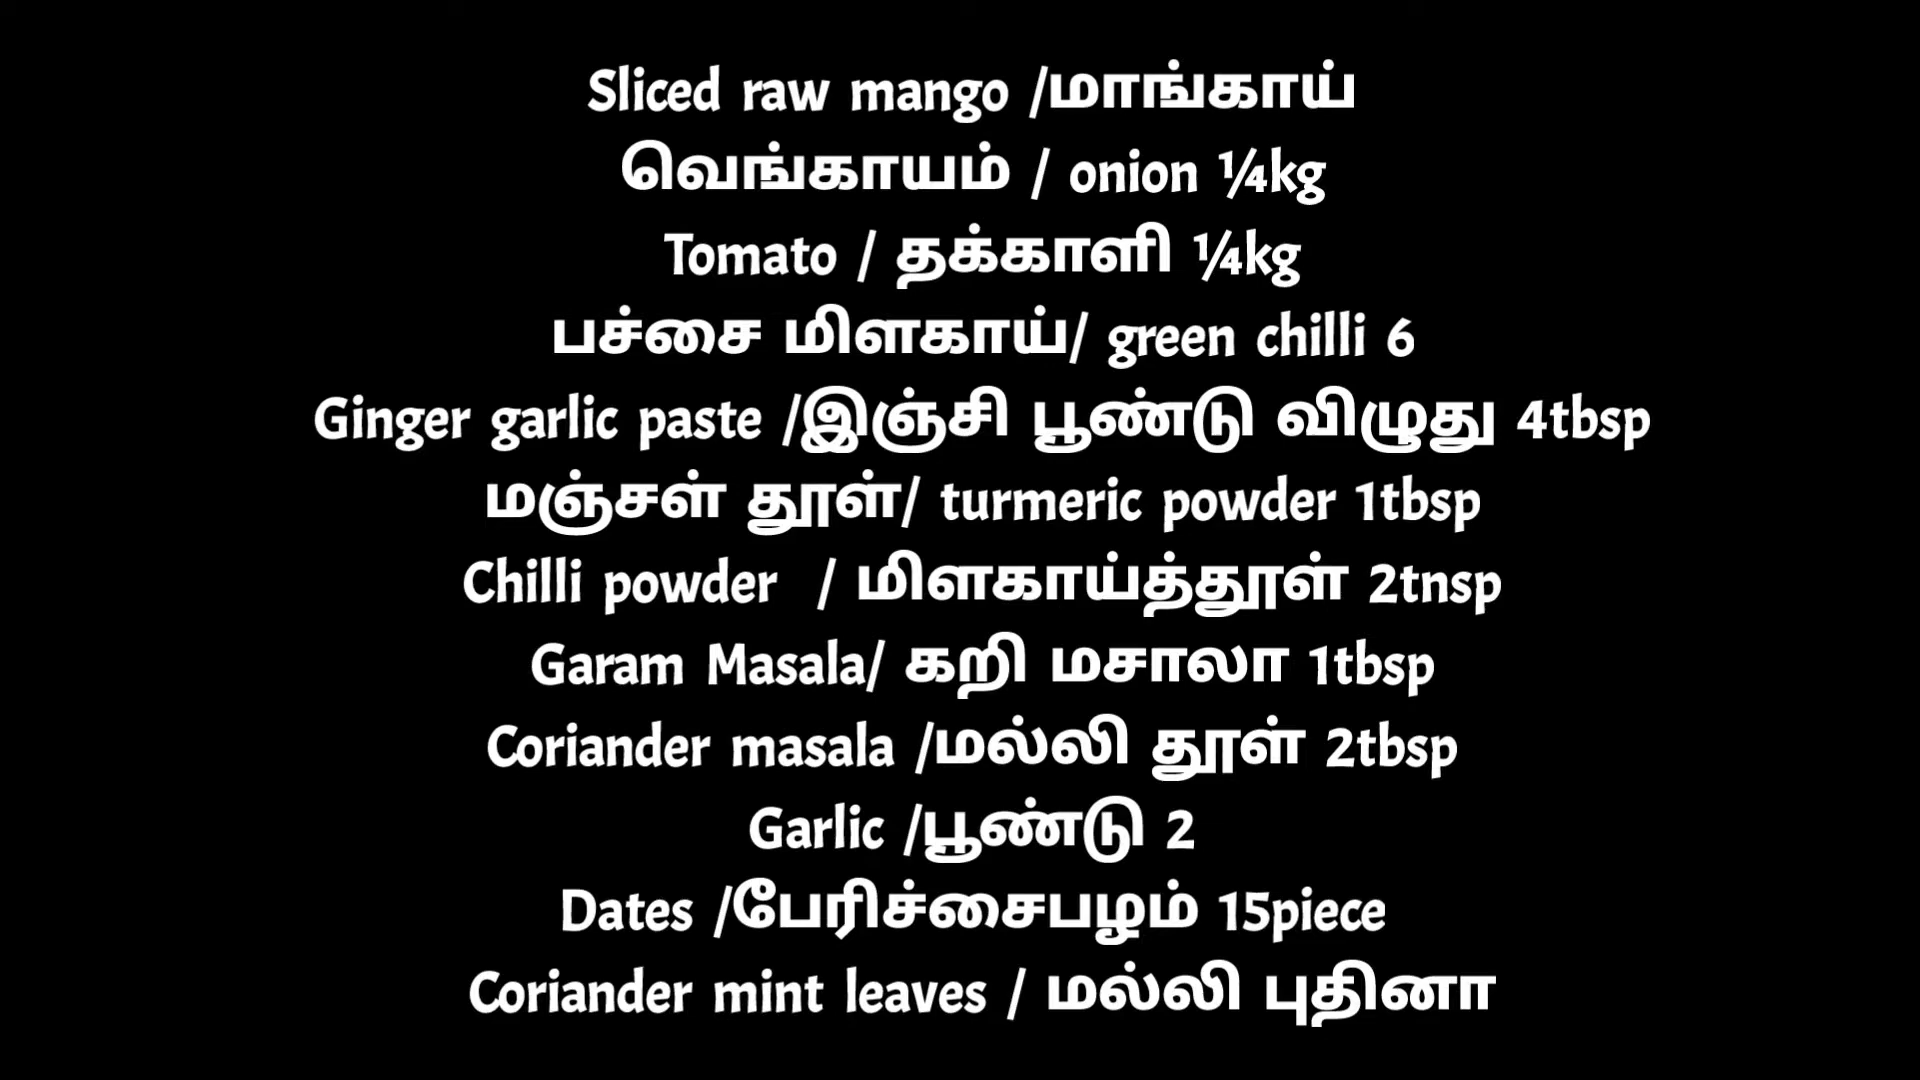 Sliced raw mango /மாங்காய்
வெங்காயம் / onion ¼kg
Tomato / தக்காளி ¼kg
பச்சை மிளகாய்/ green chilli 6
Ginger garlic paste /இஞ்சி பூண்டு விழுது 4tbsp
மஞ்சள் தூள்/ turmeric powder 1tbsp
Chilli powder / மிளகாய்த்தூள் 2tnsp
Garam Masala/ கறி மசாலா 1tbsp
Coriander masala /மல்லி தூள் 2tbsp
Garlic /பூண்டு 2
Dates /பேரிச்சைபழம் 15piece
Coriander mint leaves / மல்லி புதினா